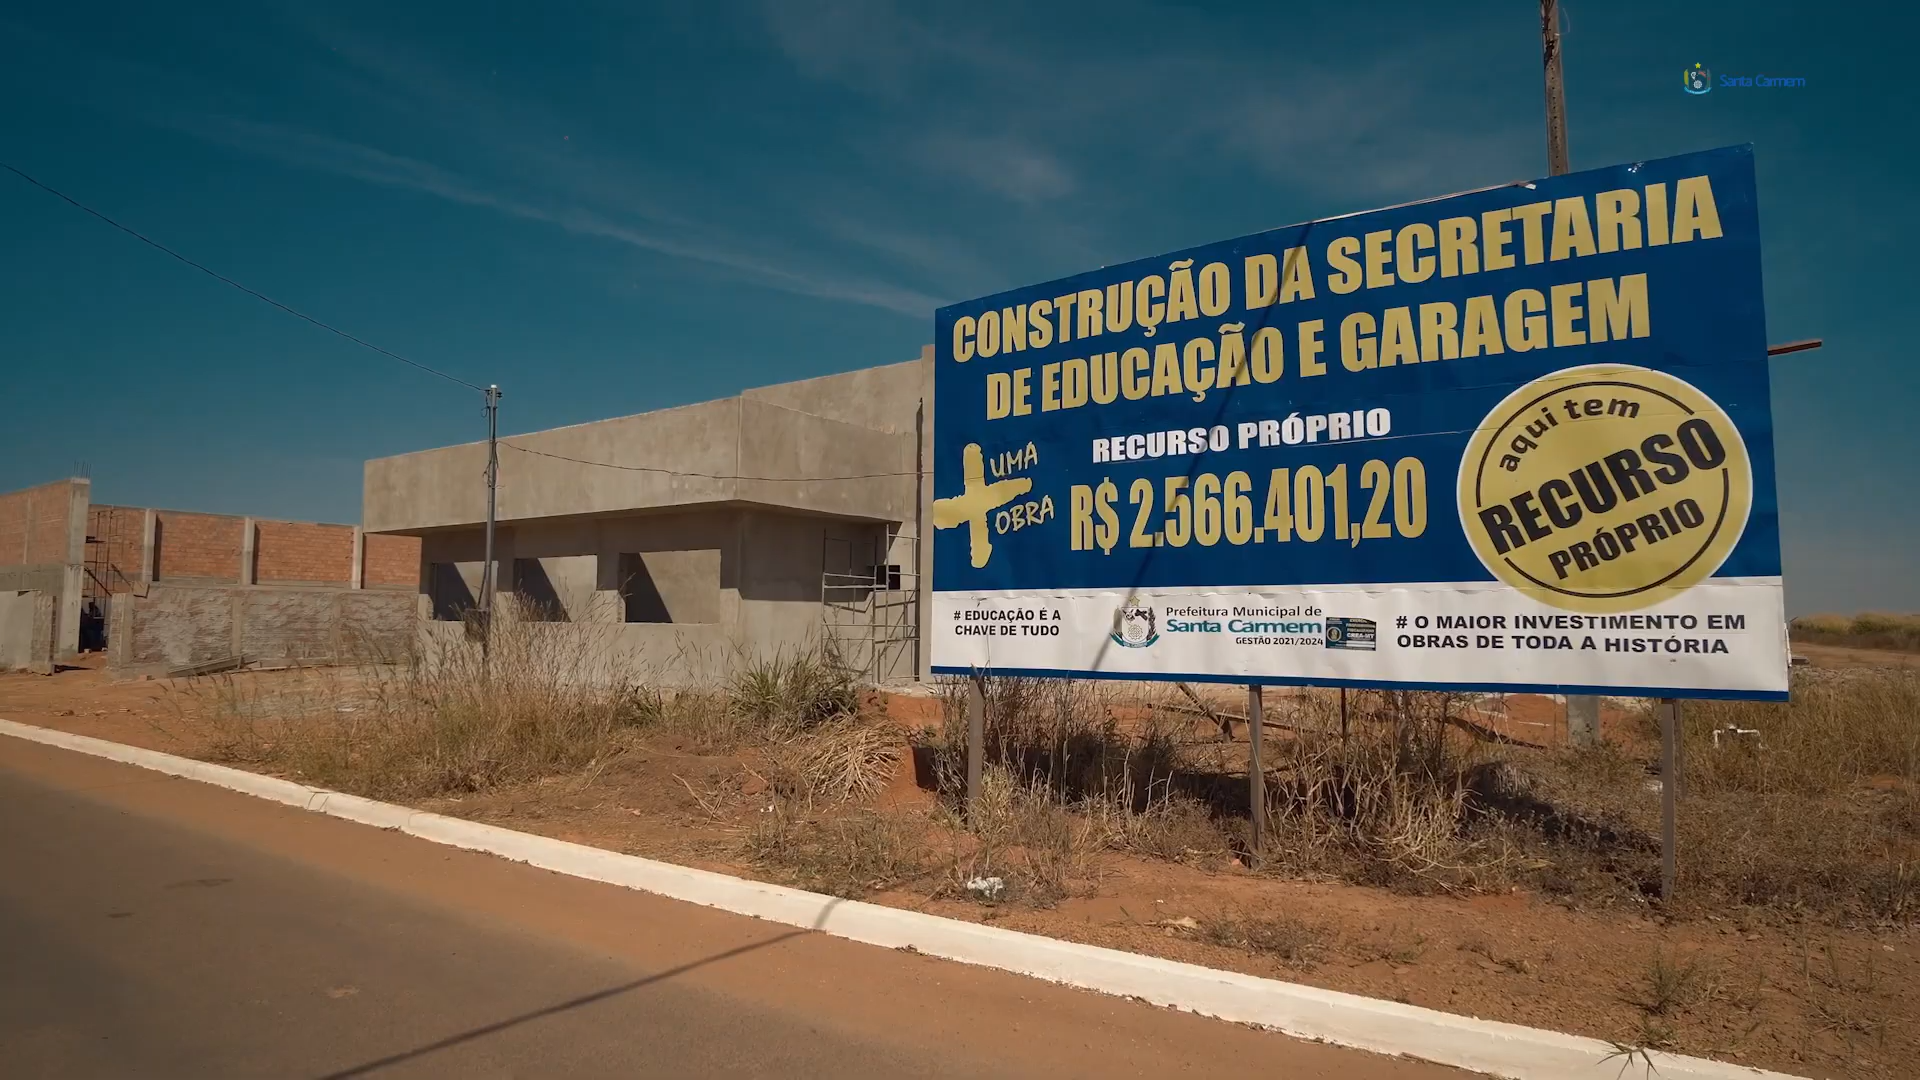 Santa Carmem
CONSTRUÇÃO DA SECRETARIA
DE EDUCAÇÃO E GARAGEM
RECURSO PRÓPRIO
R$ 2.566.401,20
UMA
OBRA
aqui tem
RECURSO
PRÓPRIO
# EDUCAÇÃO É A
CHAVE DE TUDO
Prefeitura Municipal de
Santa Carmem
GESTÃO 2021/2024
CREA-MT
# O MAIOR INVESTIMENTO EM
OBRAS DE TODA A HISTÓRIA